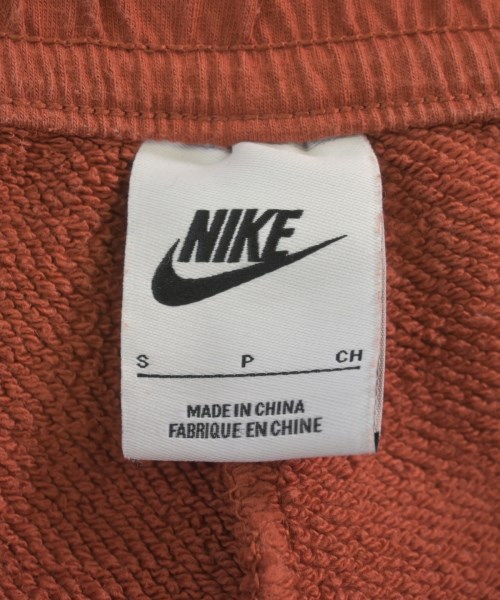 NIKE
S P CH
MADE IN CHINA
FABRIQUE EN CHINE